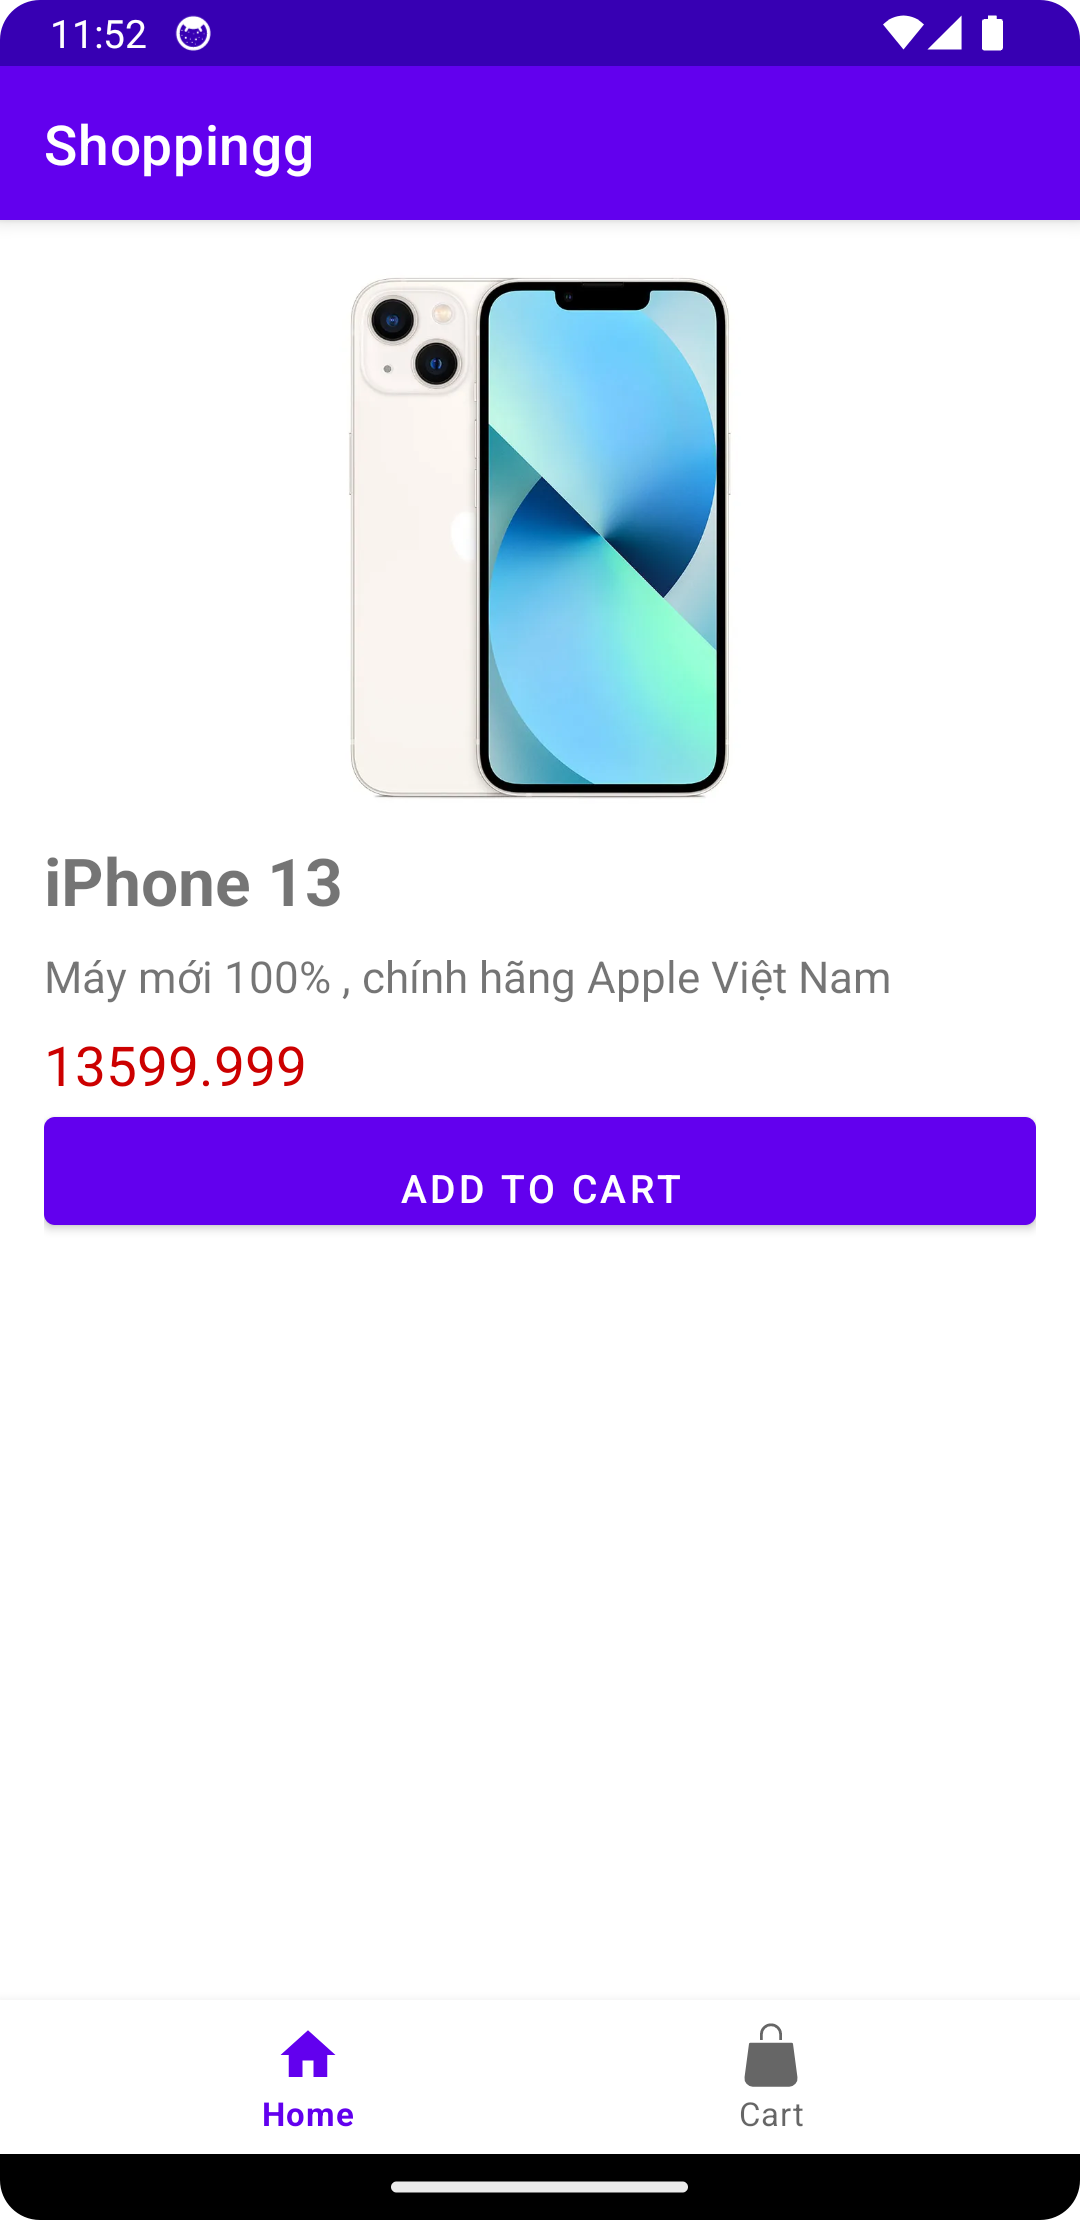 11:52
Shoppingg
iPhone 13
Máy mới 100% , chính hãng Apple Việt Nam
13599.999
ADD TO CART
Home
Cart